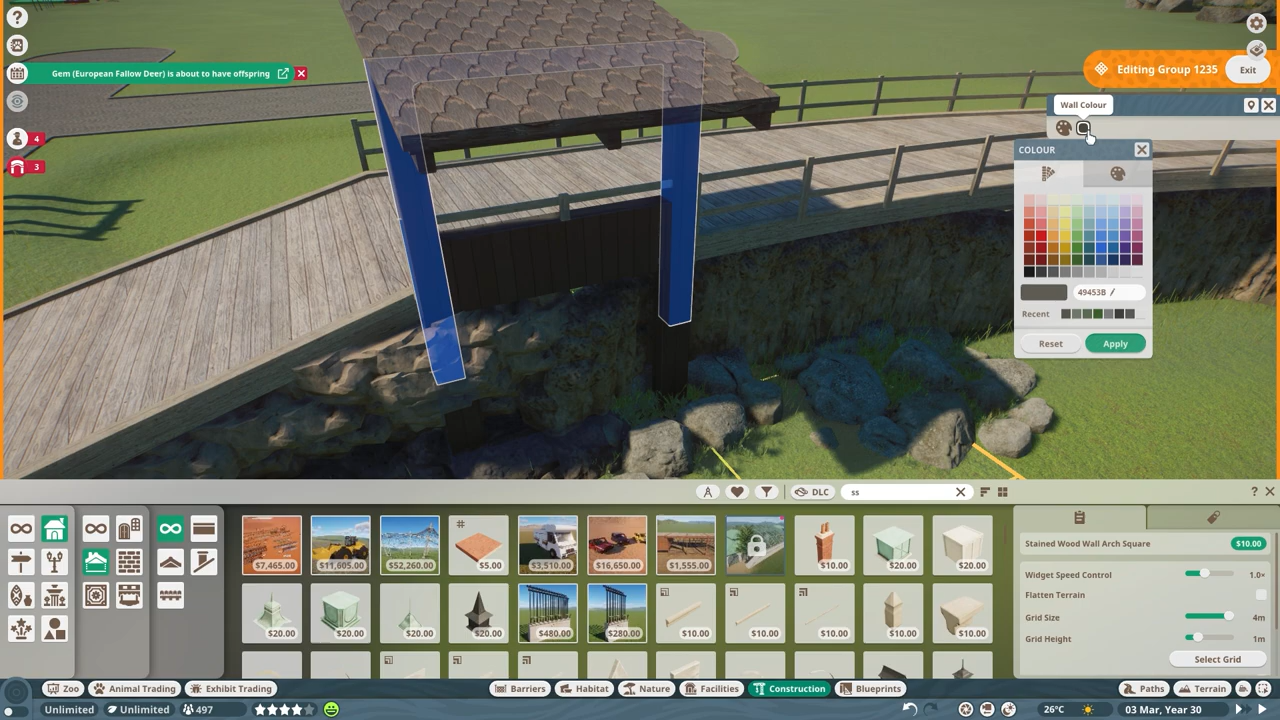 Gem (European Fallow Deer) is about to have offspring
4
3
Editing Group 1235
Exit
Wall Colour
COLOUR
49453B
Recent
Reset
Apply
DLC
ss
$7,465.00
$11,605.00
$52,260.00
$5.00
$3,510.00
$16,650.00
$1,555.00
$10.00
$20.00
$20.00
$20.00
$20.00
$20.00
$20.00
$480.00
$280.00
$10.00
$10.00
$10.00
$10.00
$10.00
Stained Wood Wall Arch Square
$10.00
Widget Speed Control
1.0×
Flatten Terrain
Grid Size
4m
Grid Height
1m
Select Grid
Zoo
Animal Trading
Exhibit Trading
Barriers
Habitat
Nature
Facilities
Construction
Blueprints
Paths
Terrain
Unlimited
Unlimited
497
26°C
03 Mar, Year 30